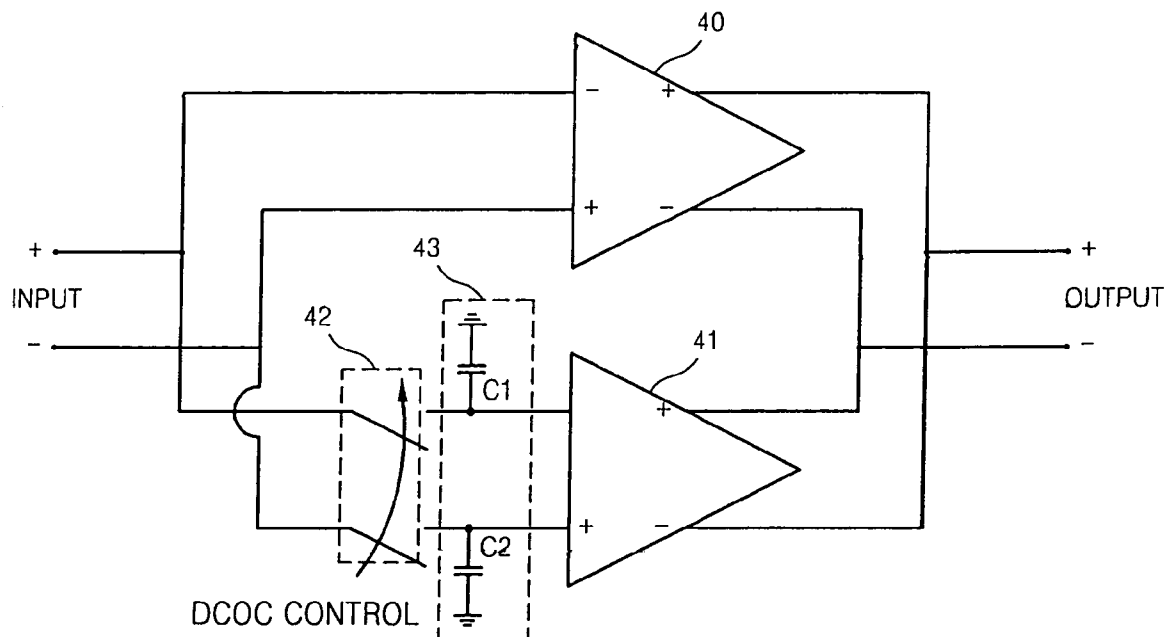 40
- +
+ -
+
INPUT
-
43
+
OUTPUT
-
42
41
C1
+
C2
+ -
DCOC CONTROL